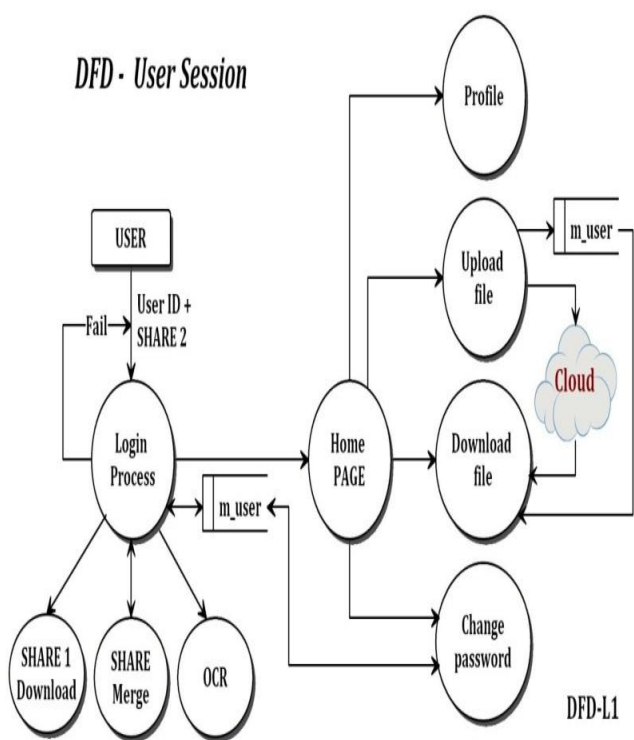 DFD - User Session
Profile
USER
m_user
Upload
file
User ID +
SHARE 2
Fail
Cloud
Login
Process
Home
PAGE
Download
file
m_user
SHARE 1
Download
SHARE
Merge
OCR
Change
password
DFD-L1